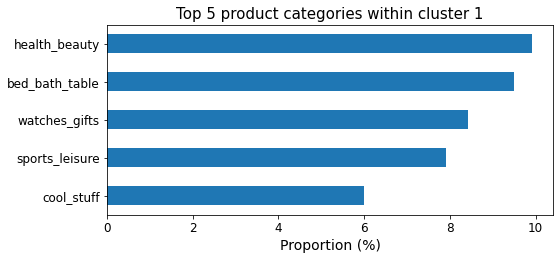 Top 5 product categories within cluster 1
health_beauty
bed_bath_table
watches_gifts
sports_leisure
cool_stuff
0 2 4 6 8 10
Proportion (%)